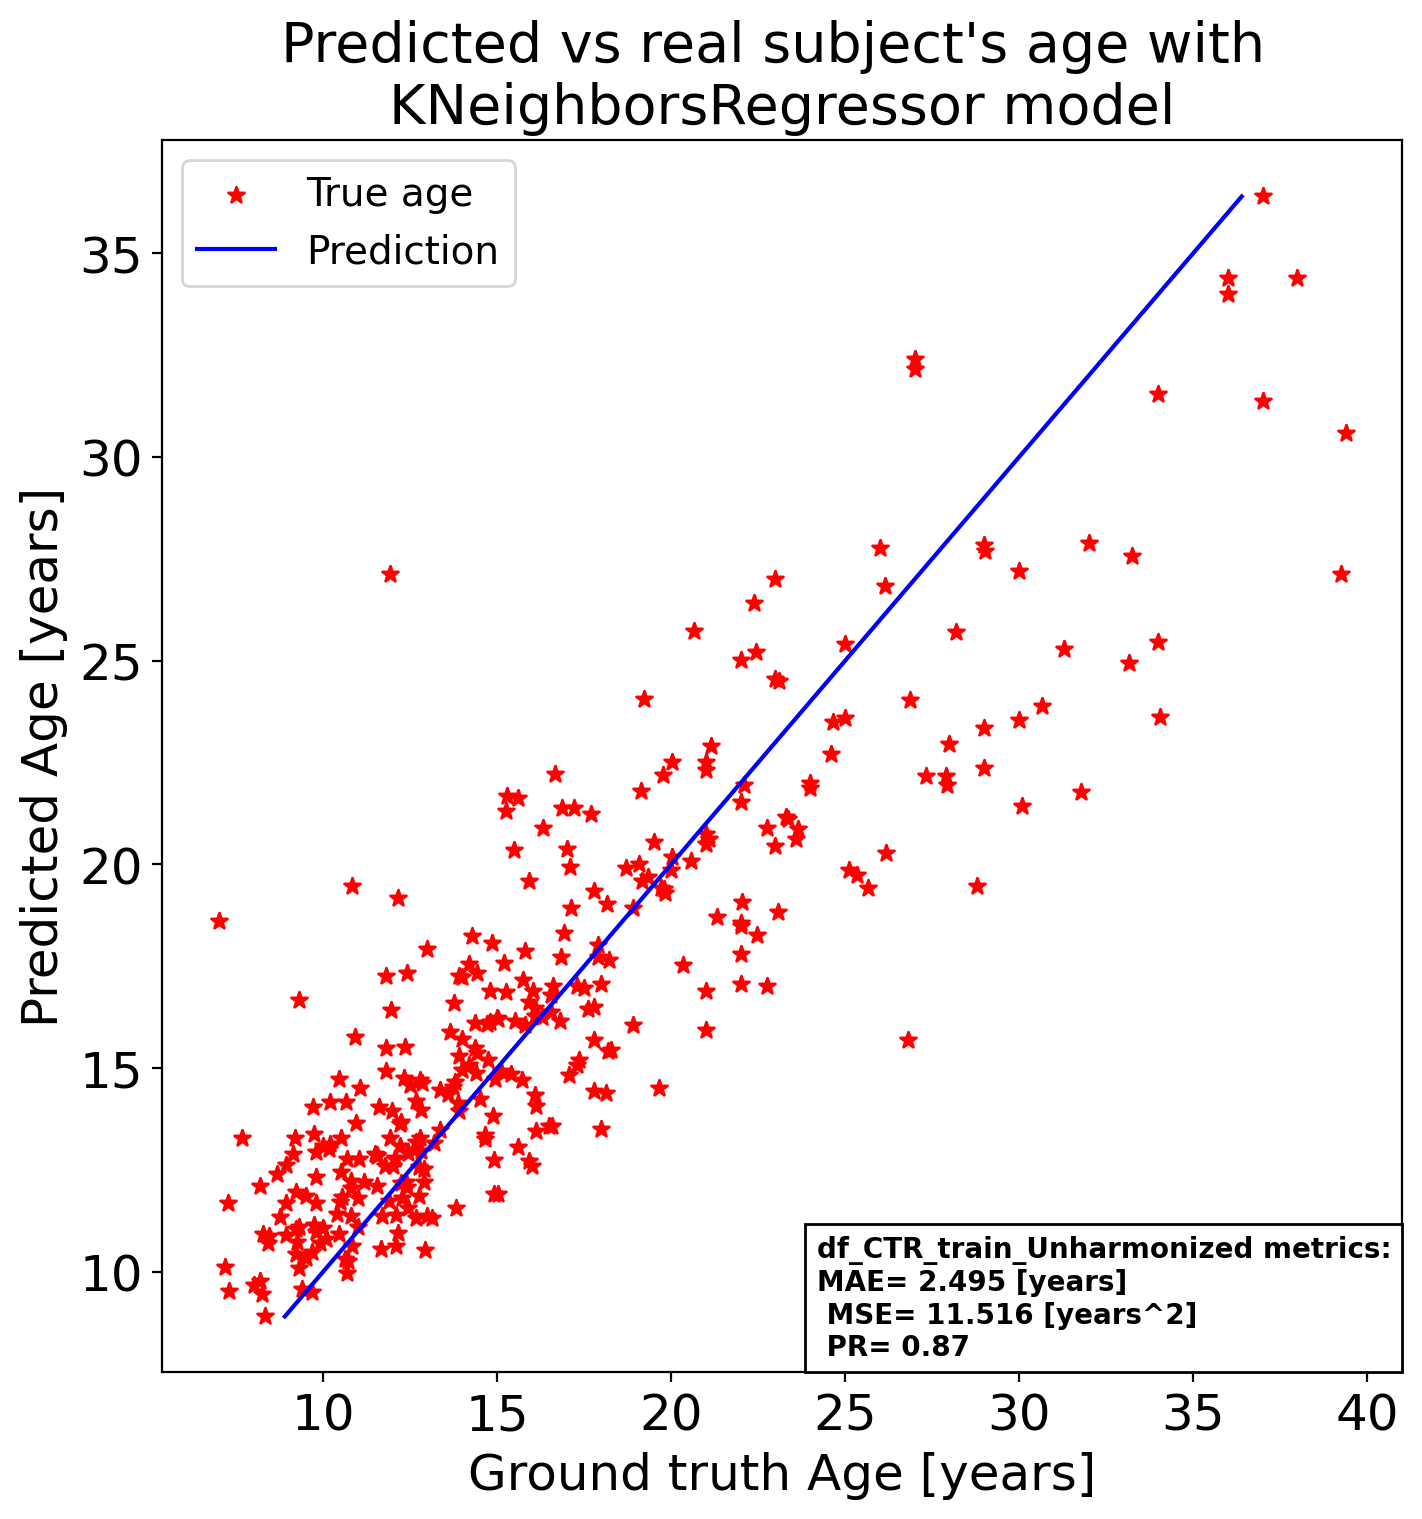 Predicted vs real subject's age with
KNeighborsRegressor model
True age
Prediction
Predicted Age [years]
35
30
25
20
15
10
df_CTR_train_Unharmonized metrics:
MAE= 2.495 [years]
MSE= 11.516 [years^2]
PR= 0.87
10 15 20 25 30 35 40
Ground truth Age [years]